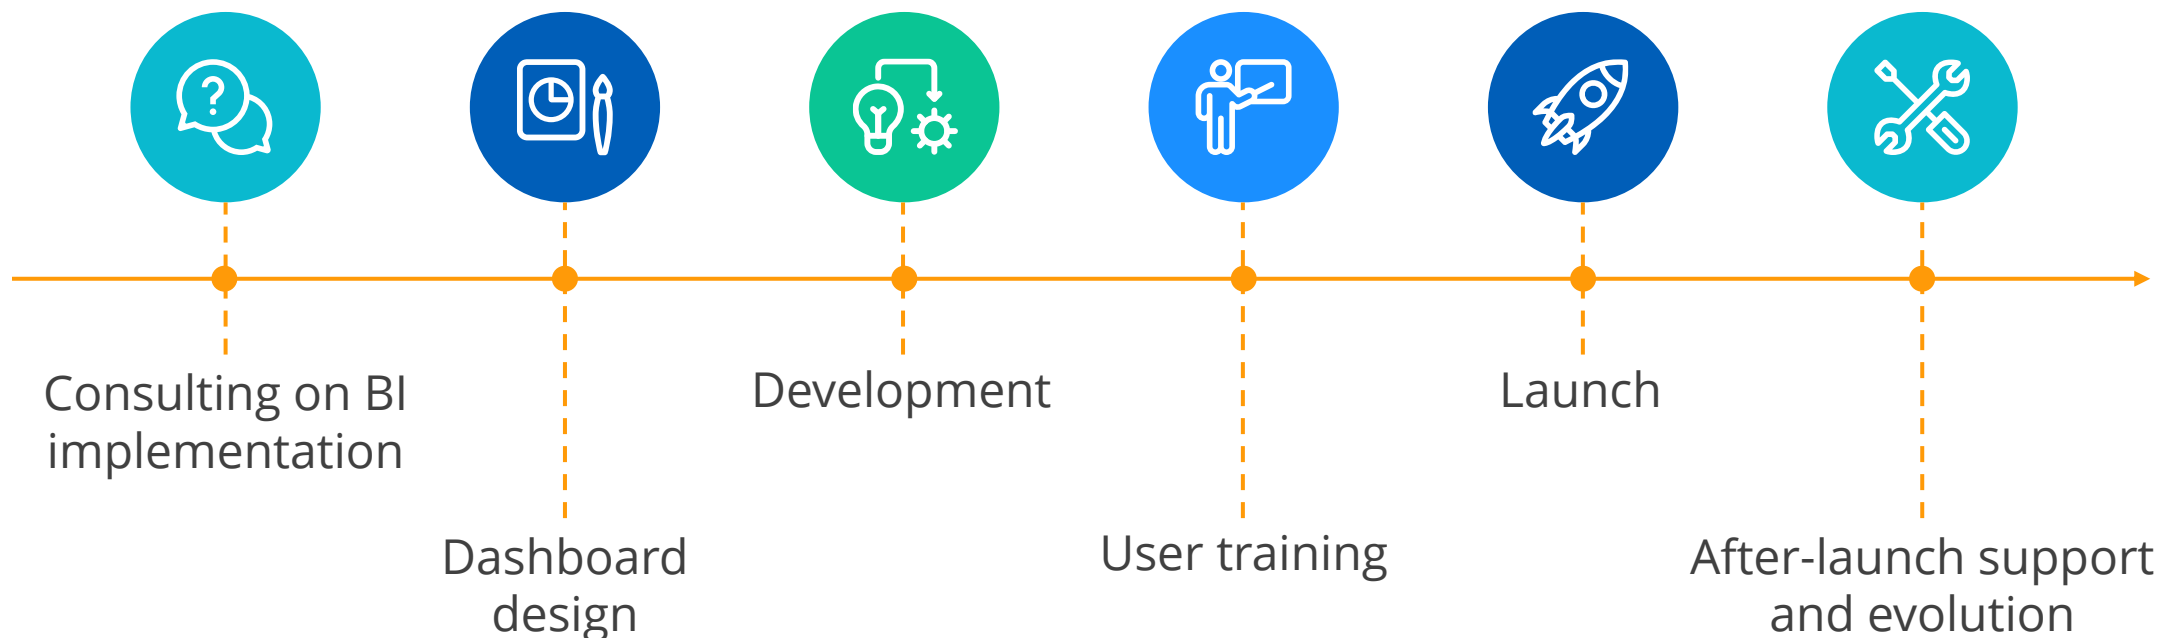 Consulting on BI
implementation
Dashboard
design
Development
User training
Launch
After-launch support
and evolution